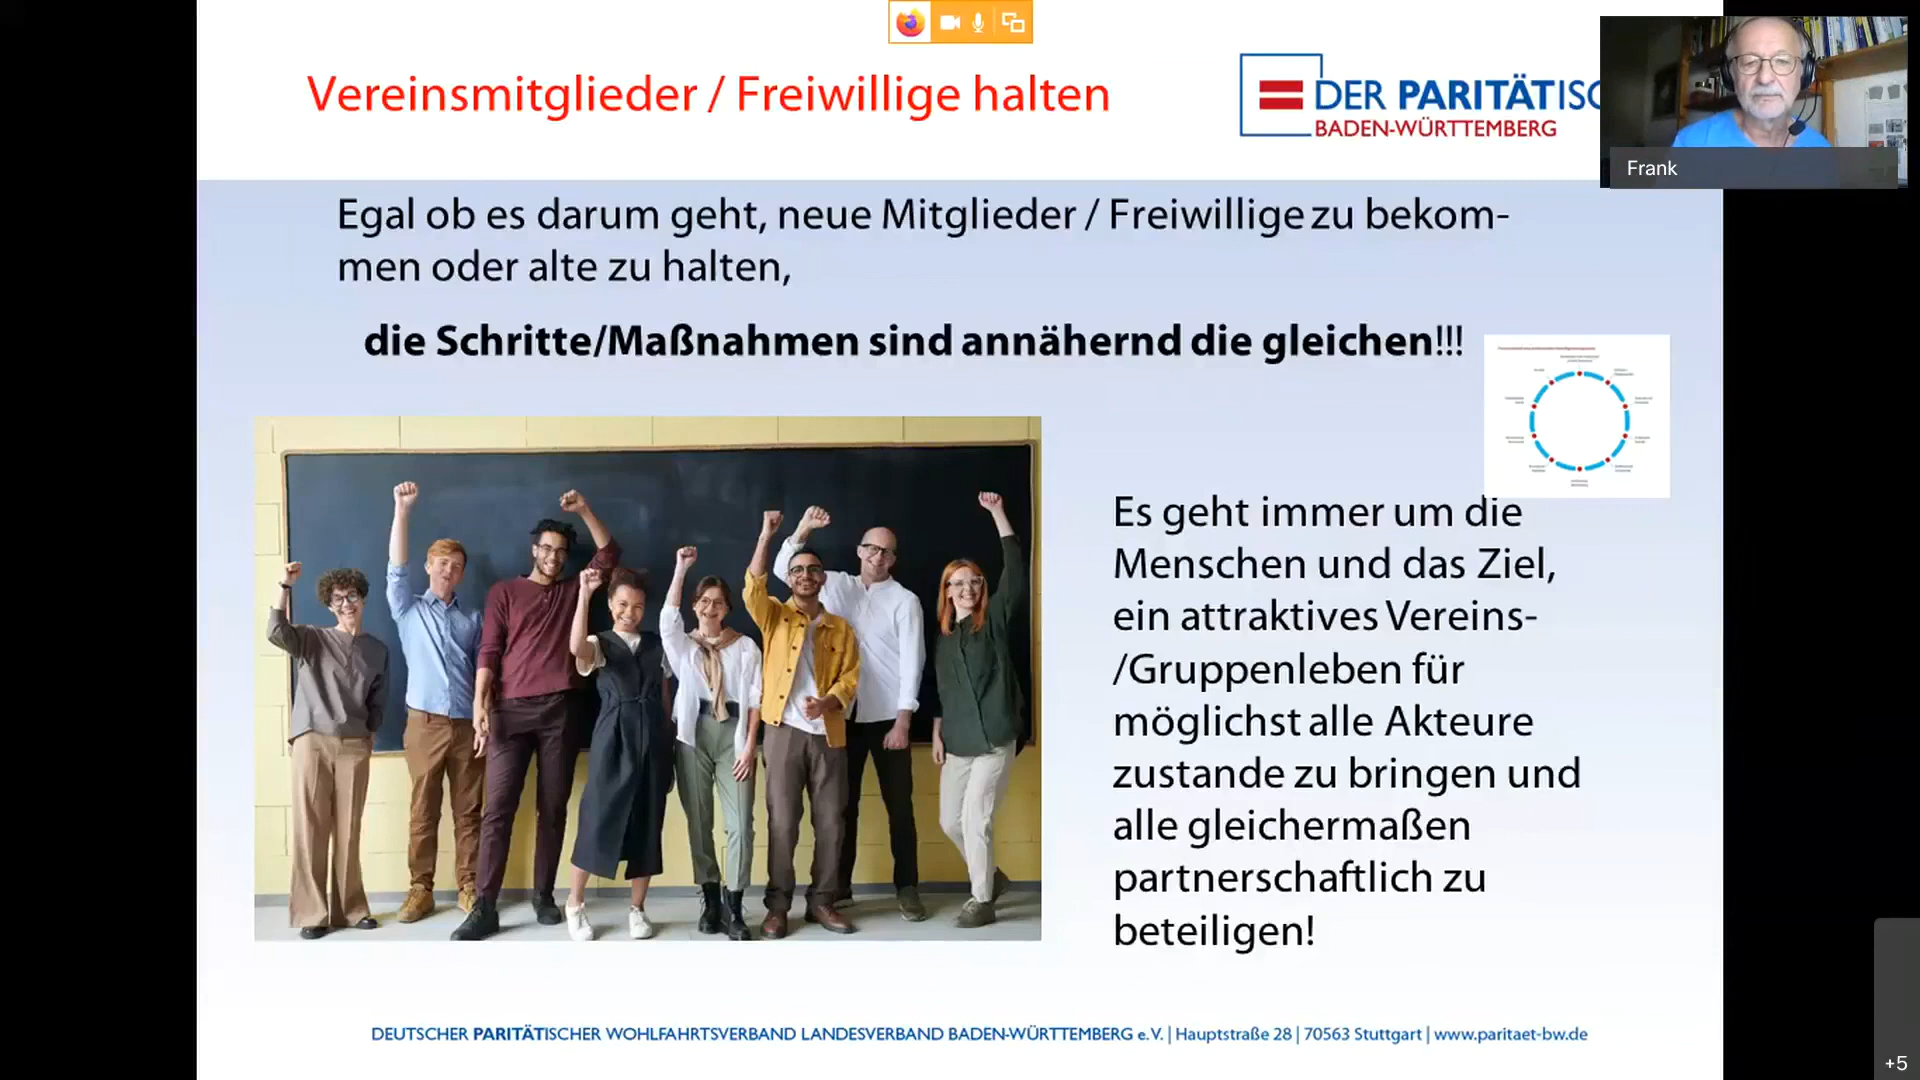 Vereinsmitglieder / Freiwillige halten
DER PARITÄTISC
BADEN-WÜRTTEMBERG
Frank
Egal ob es darum geht, neue Mitglieder / Freiwillige zu bekom-
men oder alte zu halten,
die Schritte/Maßnahmen sind annähernd die gleichen!!!
Es geht immer um die
Menschen und das Ziel,
ein attraktives Vereins-
/Gruppenleben für
möglichst alle Akteure
zustande zu bringen und
alle gleichermaßen
partnerschaftlich zu
beteiligen!
DEUTSCHER PARITÄTISCHER WOHLFAHRTSVERBAND LANDESVERBAND BADEN-WÜRTTEMBERG e.V. | Hauptstraße 28 | 70563 Stuttgart | www.paritaet-bw.de
+5